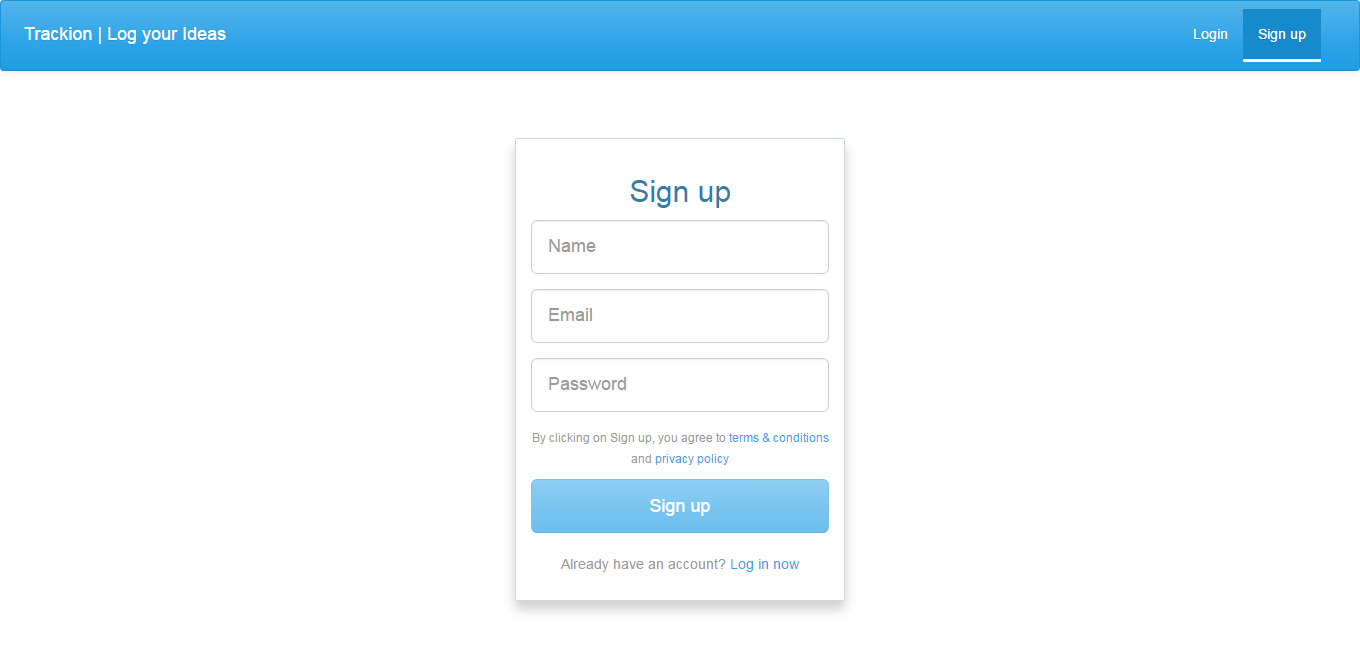 Trackion | Log your Ideas
Login
Sign up
Sign up
Name
Email
Password
By clicking on Sign up, you agree to terms & conditions
and privacy policy
Sign up
Already have an account? Log in now